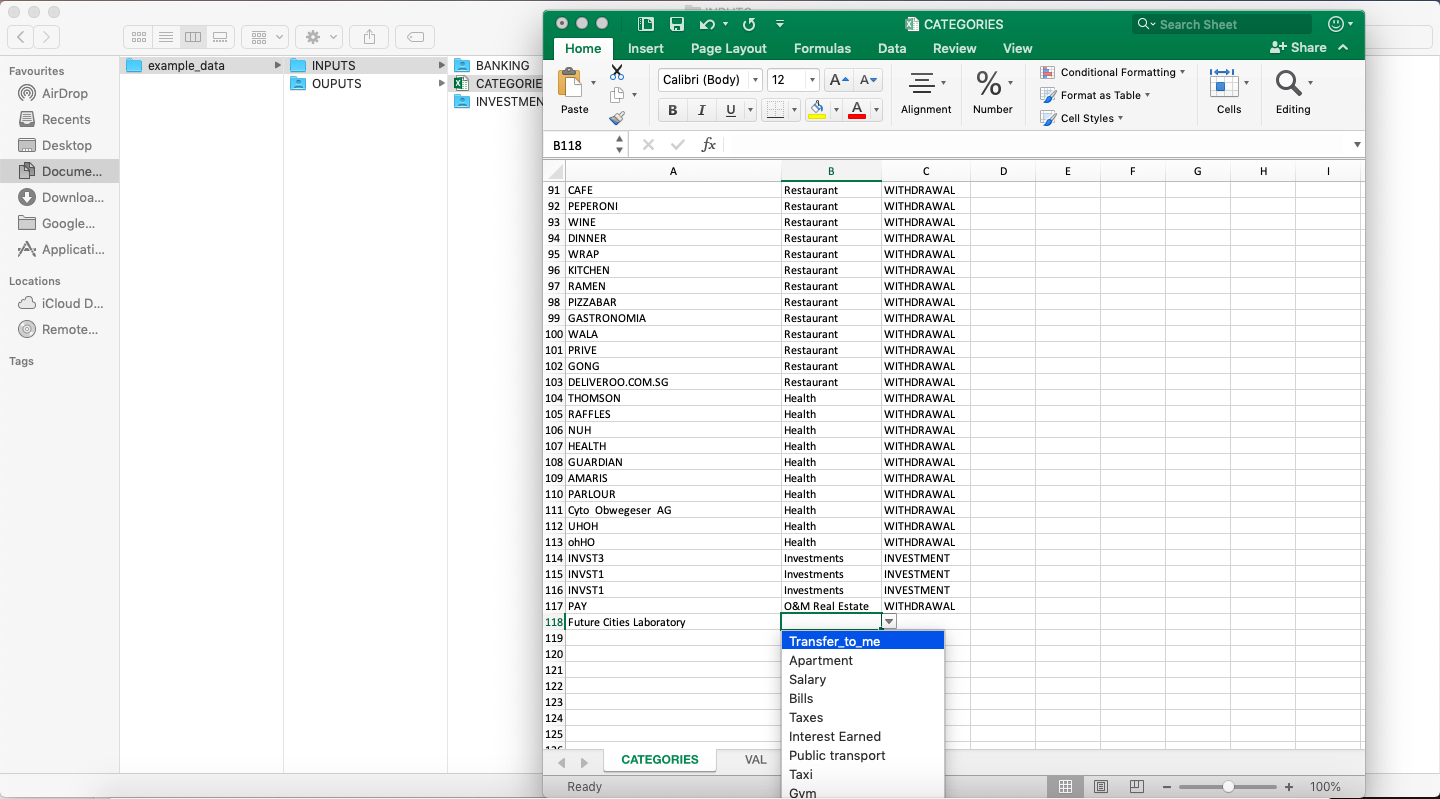 CATEGORIES
Search Sheet
Home Insert Page Layout Formulas Data Review View Share
Paste
Calibri (Body) 12 A A
B I U A
Alignment
%
Number
Conditional Formatting
Format as Table
Cell Styles
Cells
Editing
B118 fx
Favourites
AirDrop
Recents
Desktop
Docume...
Downloa...
Google...
Applicati...
Locations
iCloud D...
Remote...
Tags
example_data
INPUTS
OUPUTS
BANKING
CATEGORIE
INVESTMEN
A B C D E F G H I
91 CAFE Restaurant WITHDRAWAL
92 PEPERONI Restaurant WITHDRAWAL
93 WINE Restaurant WITHDRAWAL
94 DINNER Restaurant WITHDRAWAL
95 WRAP Restaurant WITHDRAWAL
96 KITCHEN Restaurant WITHDRAWAL
97 RAMEN Restaurant WITHDRAWAL
98 PIZZABAR Restaurant WITHDRAWAL
99 GASTRONOMIA Restaurant WITHDRAWAL
100 WALA Restaurant WITHDRAWAL
101 PRIVE Restaurant WITHDRAWAL
102 GONG Restaurant WITHDRAWAL
103 DELIVEROO.COM.SG Restaurant WITHDRAWAL
104 THOMSON Health WITHDRAWAL
105 RAFFLES Health WITHDRAWAL
106 NUH Health WITHDRAWAL
107 HEALTH Health WITHDRAWAL
108 GUARDIAN Health WITHDRAWAL
109 AMARIS Health WITHDRAWAL
110 PARLOUR Health WITHDRAWAL
111 Cyto Obwegeser AG Health WITHDRAWAL
112 UHOH Health WITHDRAWAL
113 ohHO Health WITHDRAWAL
114 INVST3 Investments INVESTMENT
115 INVST1 Investments INVESTMENT
116 INVST1 Investments INVESTMENT
117 PAY O&M Real Estate WITHDRAWAL
118 Future Cities Laboratory
119
120
121
122
123
124
125
Transfer_to_me
Apartment
Salary
Bills
Taxes
Interest Earned
Public transport
Taxi
Gym
CATEGORIES VAL
Ready 100%